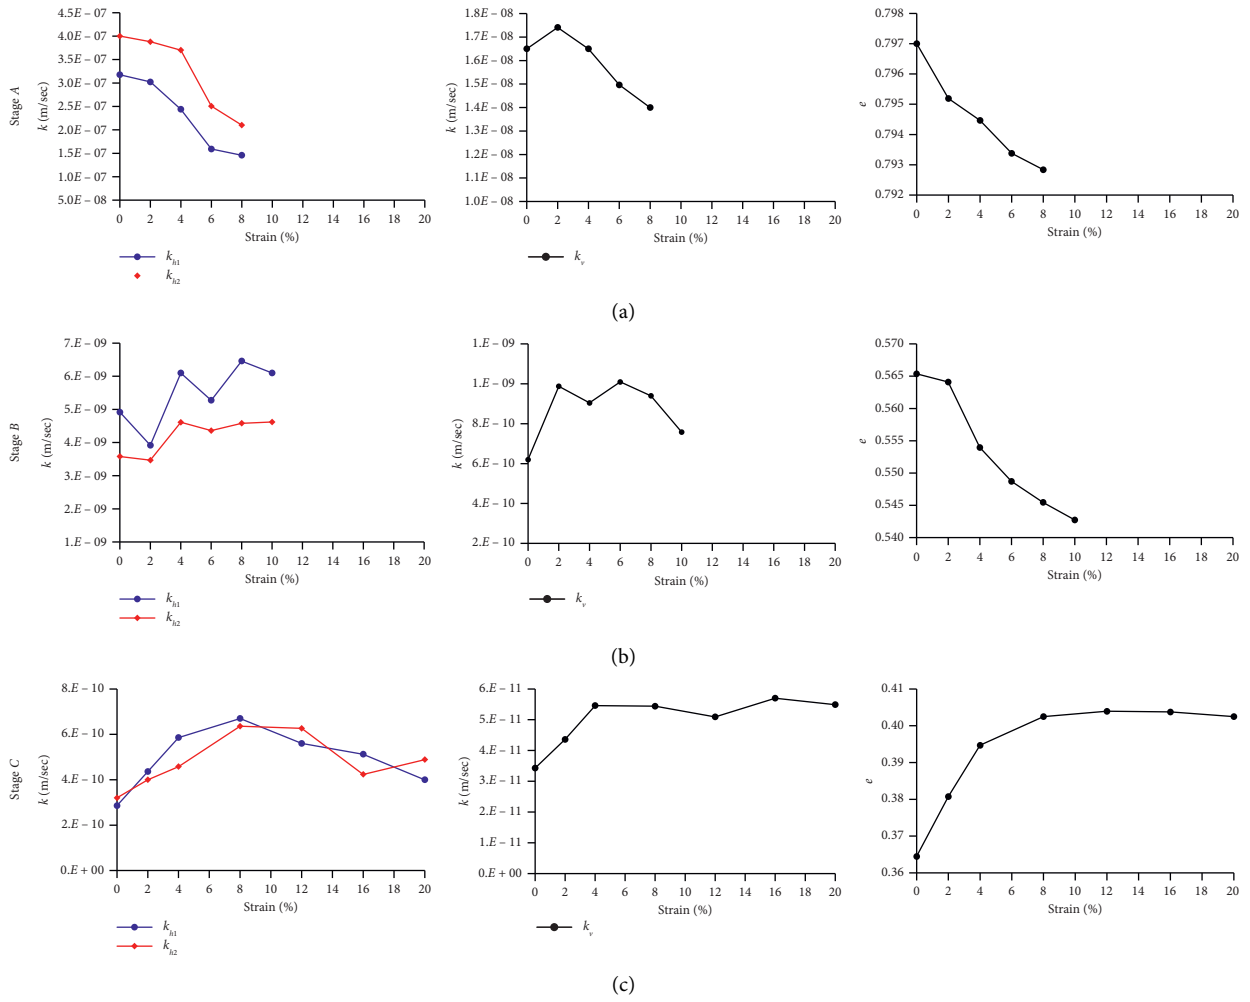 Stage A
k (m/sec)
4.5E – 07
4.0E – 07
3.5E – 07
3.0E – 07
2.5E – 07
2.0E – 07
1.5E – 07
1.0E – 07
5.0E – 08
0 2 4 6 8 10 12 14 16 18 20
Strain (%)
k_h1
k_h2
k (m/sec)
1.8E – 08
1.7E – 08
1.6E – 08
1.5E – 08
1.4E – 08
1.3E – 08
1.2E – 08
1.1E – 08
1.0E – 08
0 2 4 6 8 10 12 14 16 18 20
Strain (%)
k_v
e
0.798
0.797
0.796
0.795
0.794
0.793
0.792
0 2 4 6 8 10 12 14 16 18 20
Strain (%)
(a)
Stage B
k (m/sec)
7.E – 09
6.E – 09
5.E – 09
4.E – 09
3.E – 09
2.E – 09
1.E – 09
0 2 4 6 8 10 12 14 16 18 20
Strain (%)
k_h1
k_h2
k (m/sec)
1.E – 09
1.E – 09
8.E – 10
6.E – 10
4.E – 10
2.E – 10
0 2 4 6 8 10 12 14 16 18 20
Strain (%)
k_v
e
0.570
0.565
0.560
0.555
0.550
0.545
0.540
0 2 4 6 8 10 12 14 16 18 20
Strain (%)
(b)
Stage C
k (m/sec)
8.E – 10
6.E – 10
4.E – 10
2.E – 10
0.E + 00
0 2 4 6 8 10 12 14 16 18 20
Strain (%)
k_h1
k_h2
k (m/sec)
6.E – 11
5.E – 11
4.E – 11
3.E – 11
2.E – 11
1.E – 11
0.E + 00
0 2 4 6 8 10 12 14 16 18 20
Strain (%)
k_v
e
0.41
0.40
0.39
0.38
0.37
0.36
0 2 4 6 8 10 12 14 16 18 20
Strain (%)
(c)